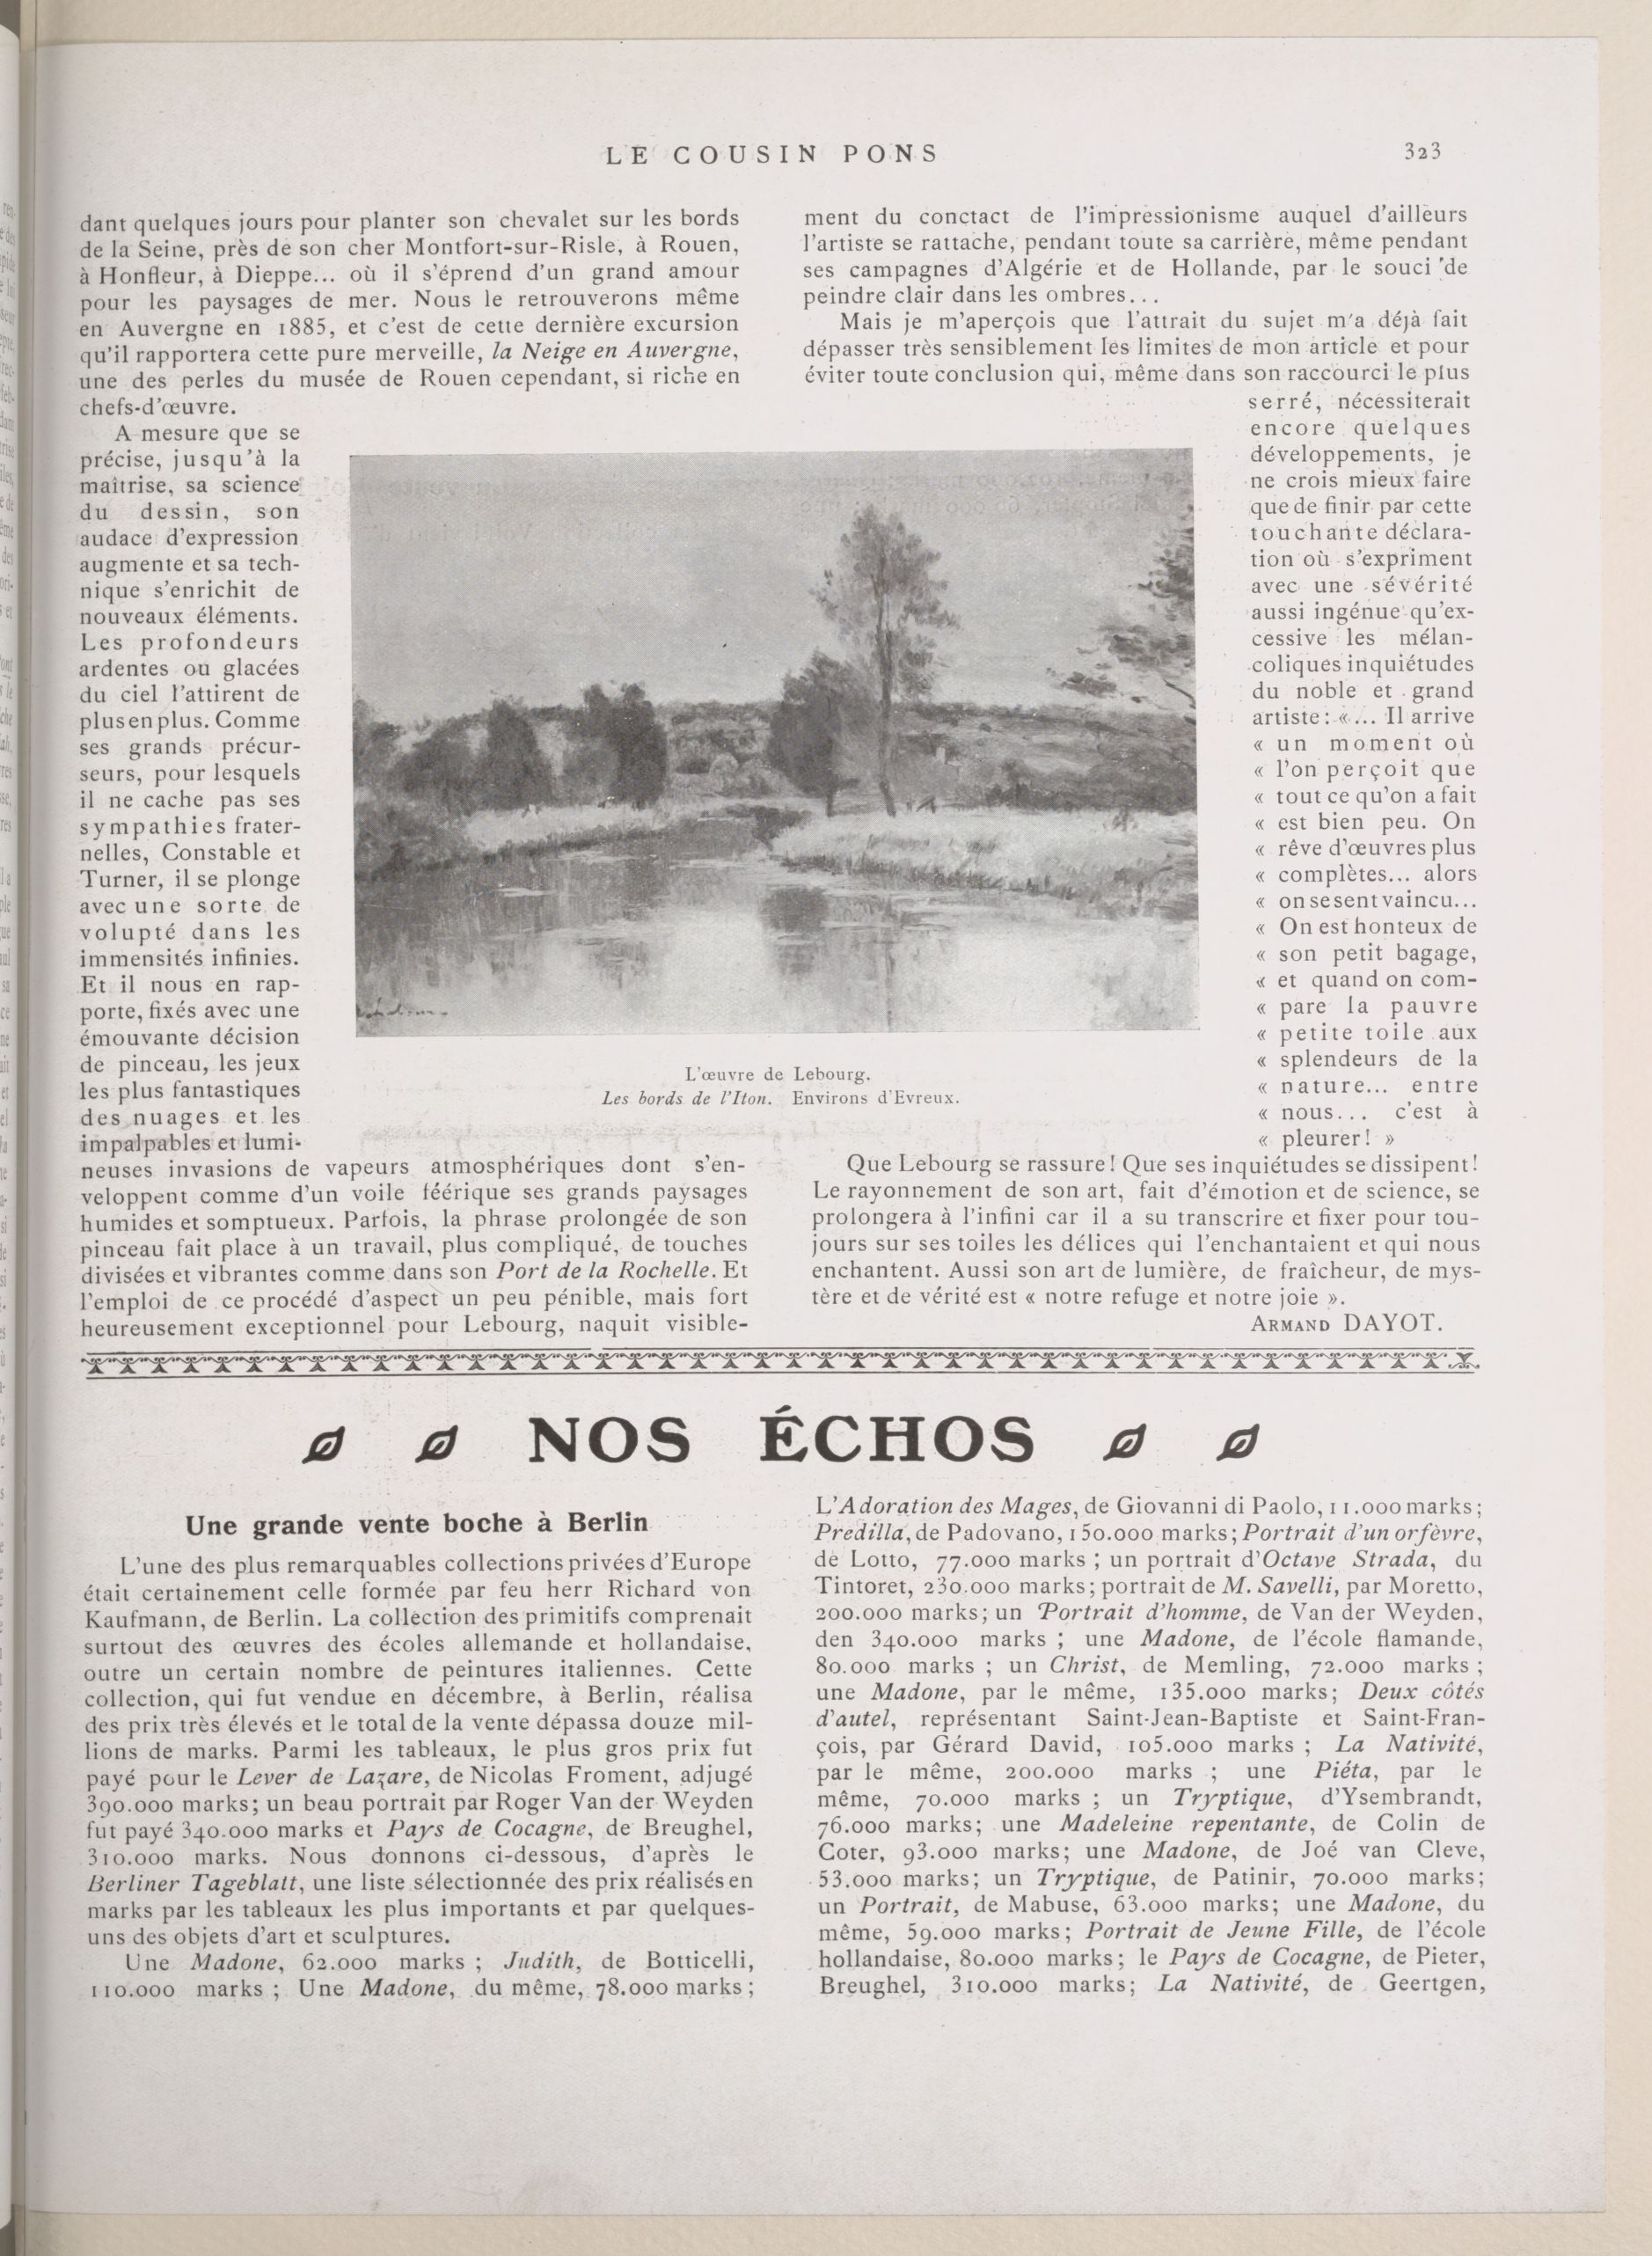 LE COUSIN PONS
323
dant quelques jours pour planter son chevalet sur les bords
de la Seine, près de son cher Montfort-sur-Risle, à Rouen,
à Honfleur, à Dieppe... où il s'éprend d'un grand amour
pour les paysages de mer. Nous le retrouverons même
en Auvergne en 1885, et c'est de cette dernière excursion
qu'il rapportera cette pure merveille, la Neige en Auvergne,
une des perles du musée de Rouen cependant, si riche en
chefs-d'œuvre.
A mesure que se
précise, jusqu'à la
maîtrise, sa science
du dessin, son
audace d'expression
augmente et sa tech-
nique s'enrichit de
nouveaux éléments.
Les profondeurs
ardentes ou glacées
du ciel l'attirent de
plus en plus. Comme
ses grands précur-
seurs, pour lesquels
il ne cache pas ses
sympathies frater-
nelles, Constable et
Turner, il se plonge
avec une sorte de
volupté dans les
immensités infinies.
Et il nous en rap-
porte, fixés avec une
émouvante décision
de pinceau, les jeux
les plus fantastiques
des nuages et les
impalpables et lumi-
neuses invasions de vapeurs atmosphériques dont s'en-
veloppent comme d'un voile féérique ses grands paysages
humides et somptueux. Parfois, la phrase prolongée de son
pinceau fait place à un travail, plus compliqué, de touches
divisées et vibrantes comme dans son Port de la Rochelle. Et
l'emploi de ce procédé d'aspect un peu pénible, mais fort
heureusement exceptionnel pour Lebourg, naquit visible-
L'œuvre de Lebourg.
Les bords de l'Iton. Environs d'Evreux.
ment du conctact de l'impressionisme auquel d'ailleurs
l'artiste se rattache, pendant toute sa carrière, même pendant
ses campagnes d'Algérie et de Hollande, par le souci de
peindre clair dans les ombres...
Mais je m'aperçois que l'attrait du sujet m'a déjà fait
dépasser très sensiblement les limites de mon article et pour
éviter toute conclusion qui, même dans son raccourci le plus
serré, nécessiterait
encore quelques
développements, je
ne crois mieux faire
que de finir par cette
touchante déclara-
tion où s'expriment
avec une sévérité
aussi ingénue qu'ex-
cessive les mélan-
coliques inquiétudes
du noble et grand
artiste : «... Il arrive
« un moment où
« l'on perçoit que
« tout ce qu'on a fait
« est bien peu. On
« rêve d'œuvres plus
« complètes... alors
« on se sent vaincu...
« On est honteux de
« son petit bagage,
« et quand on com-
« pare la pauvre
« petite toile aux
« splendeurs de la
« nature... entre
« nous... c'est à
« pleurer! »
Que Lebourg se rassure! Que ses inquiétudes se dissipent!
Le rayonnement de son art, fait d'émotion et de science, se
prolongera à l'infini car il a su transcrire et fixer pour tou-
jours sur ses toiles les délices qui l'enchantaient et qui nous
enchantent. Aussi son art de lumière, de fraîcheur, de mys-
tère et de vérité est « notre refuge et notre joie ».
ARMAND DAYOT.
NOS ÉCHOS
Une grande vente boche à Berlin
L'une des plus remarquables collections privées d'Europe
était certainement celle formée par feu herr Richard von
Kaufmann, de Berlin. La collection des primitifs comprenait
surtout des œuvres des écoles allemande et hollandaise,
outre un certain nombre de peintures italiennes. Cette
collection, qui fut vendue en décembre, à Berlin, réalisa
des prix très élevés et le total de la vente dépassa douze mil-
lions de marks. Parmi les tableaux, le plus gros prix fut
payé pour le Lever de Lazare, de Nicolas Froment, adjugé
390.000 marks; un beau portrait par Roger Van der Weyden
fut payé 340.000 marks et Pays de Cocagne, de Breughel,
310.000 marks. Nous donnons ci-dessous, d'après le
Berliner Tageblatt, une liste sélectionnée des prix réalisés en
marks par les tableaux les plus importants et par quelques-
uns des objets d'art et sculptures.
Une Madone, 62.000 marks ; Judith, de Botticelli,
110.000 marks ; Une Madone, du même, 78.000 marks ;
L'Adoration des Mages, de Giovanni di Paolo, 11.000 marks ;
Predilla, de Padovano, 150.000 marks; Portrait d'un orfèvre,
de Lotto, 77.000 marks ; un portrait d'Octave Strada, du
Tintoret, 230.000 marks; portrait de M. Savelli, par Moretto,
200.000 marks; un Portrait d'homme, de Van der Weyden,
den 340.000 marks ; une Madone, de l'école flamande,
80.000 marks ; un Christ, de Memling, 72.000 marks ;
une Madone, par le même, 135.000 marks; Deux côtés
d'autel, représentant Saint-Jean-Baptiste et Saint-Fran-
çois, par Gérard David, 105.000 marks ; La Nativité,
par le même, 200.000 marks ; une Piéta, par le
même, 70.000 marks ; un Tryptique, d'Ysembrandt,
76.000 marks; une Madeleine repentante, de Colin de
Coter, 93.000 marks; une Madone, de Joé van Cleve,
53.000 marks; un Tryptique, de Patinir, 70.000 marks;
un Portrait, de Mabuse, 63.000 marks; une Madone, du
même, 59.000 marks; Portrait de Jeune Fille, de l'école
hollandaise, 80.000 marks; le Pays de Cocagne, de Pieter,
Breughel, 310.000 marks; La Nativité, de Geertgen,